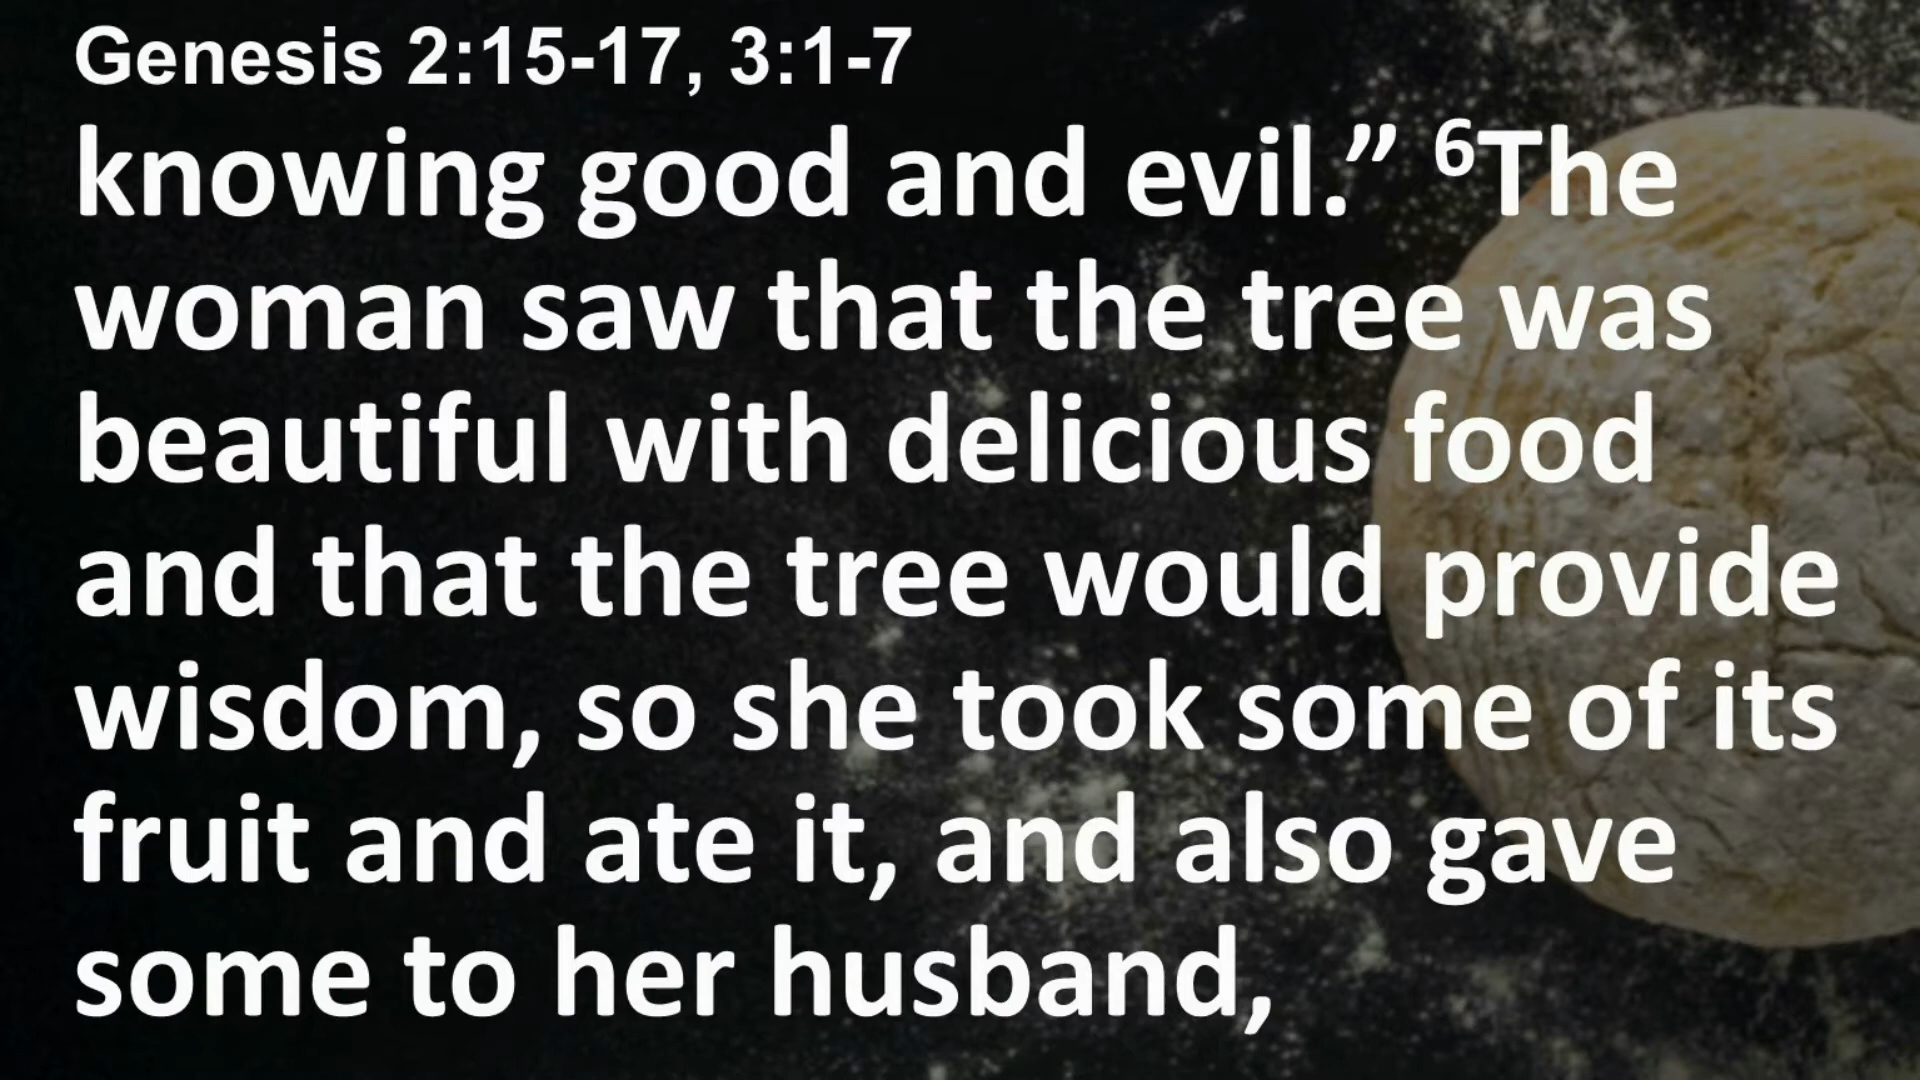 Genesis 2:15-17, 3:1-7
knowing good and evil.” ⁶The
woman saw that the tree was
beautiful with delicious food
and that the tree would provide
wisdom, so she took some of its
fruit and ate it, and also gave
some to her husband,